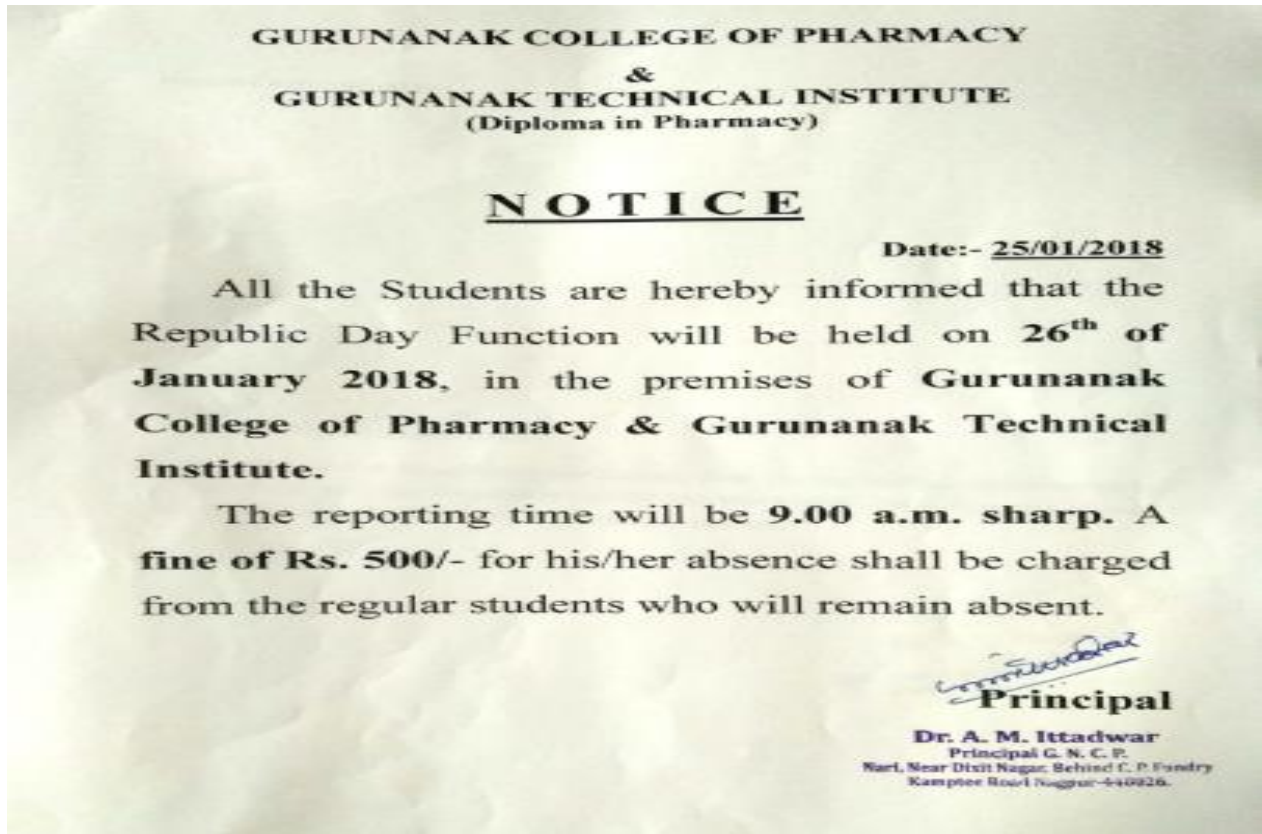 GURUNANAK COLLEGE OF PHARMACY
&
GURUNANAK TECHNICAL INSTITUTE
(Diploma in Pharmacy)
NOTICE
Date:- 25/01/2018
All the Students are hereby informed that the
Republic Day Function will be held on 26th of
January 2018, in the premises of Gurunanak
College of Pharmacy & Gurunanak Technical
Institute.
The reporting time will be 9.00 a.m. sharp. A
fine of Rs. 500/- for his/her absence shall be charged
from the regular students who will remain absent.
Principal
Dr. A. M. Ittadwar
Principal G. N. C. P.
Nari, Near Dixit Nagar, Behind C. P. Fundry
Kamptee Road Nagpur-440026.